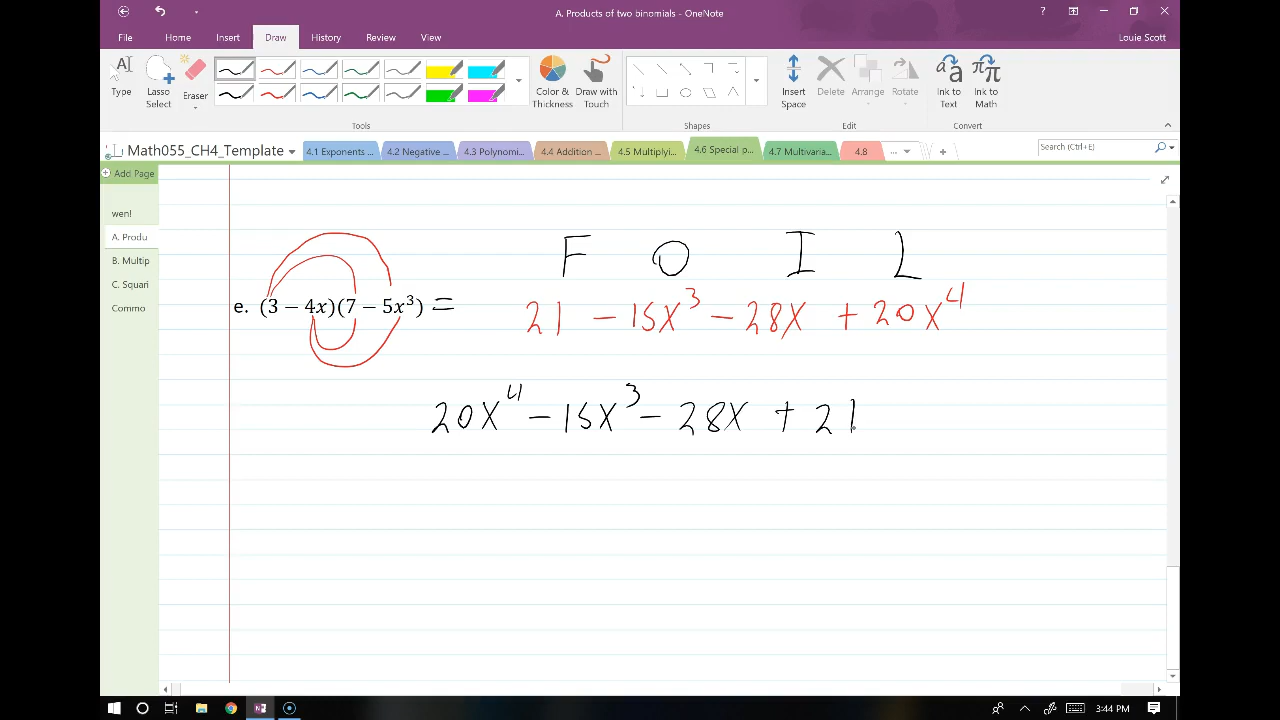 A. Products of two binomials - OneNote
?
File Home Insert Draw History Review View
Louie Scott
Type
Lasso Select
Eraser
Color & Thickness
Draw with Touch
Insert Space
Delete
Arrange
Rotate
Ink to Text
Ink to Math
Tools
Shapes
Edit
Convert
Math055_CH4_Template
4.1 Exponents ...
4.2 Negative ...
4.3 Polynomi...
4.4 Addition ...
4.5 Multiplyi...
4.6 Special p...
4.7 Multivaria...
4.8
...
Search (Ctrl+E)
Add Page
wen!
A. Produ
B. Multip
C. Squari
Commo
F O I L
e. (3 − 4x)(7 − 5x³) = 21 − 15x³ − 28x + 20x⁴
20x⁴ − 15x³ − 28x + 21
3:44 PM